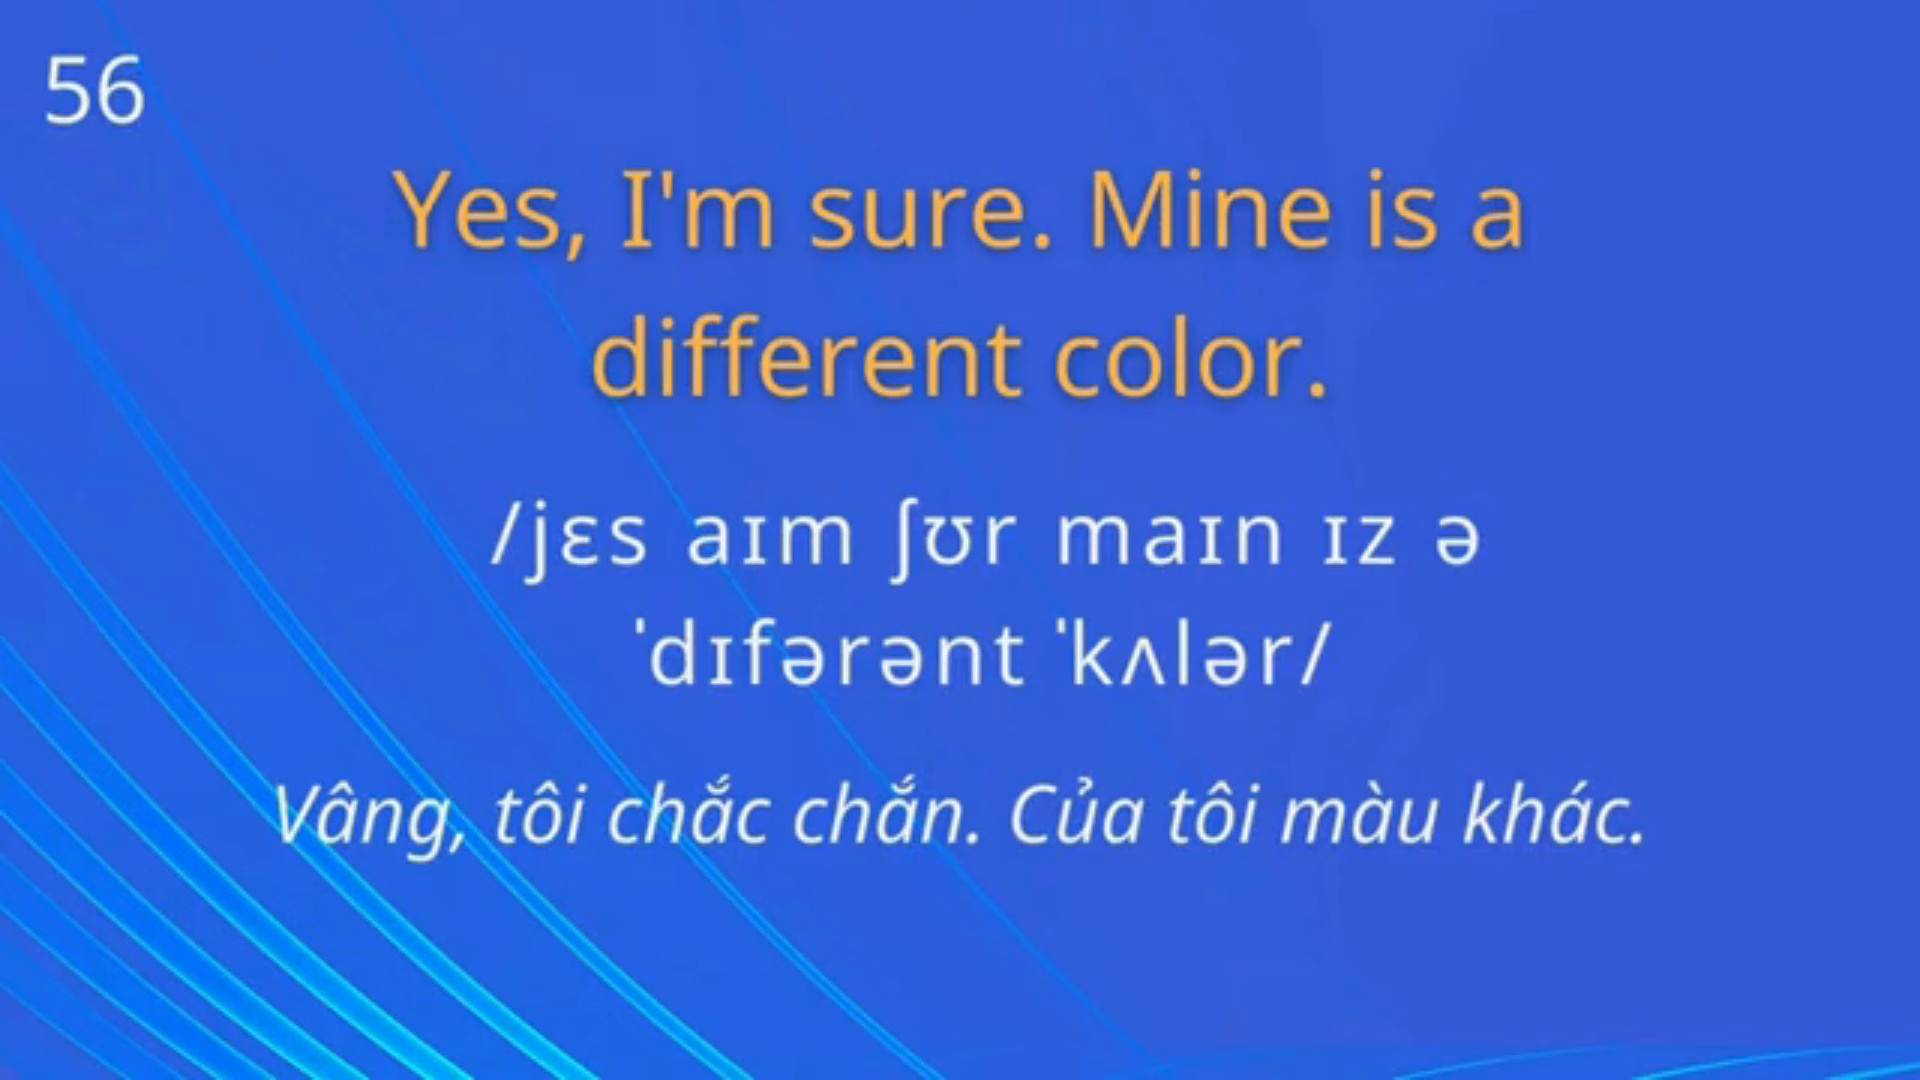 56
Yes, I'm sure. Mine is a
different color.
/jɛs aɪm ʃʊr maɪn ɪz ə
ˈdɪfərənt ˈkʌlər/
Vâng, tôi chắc chắn. Của tôi màu khác.